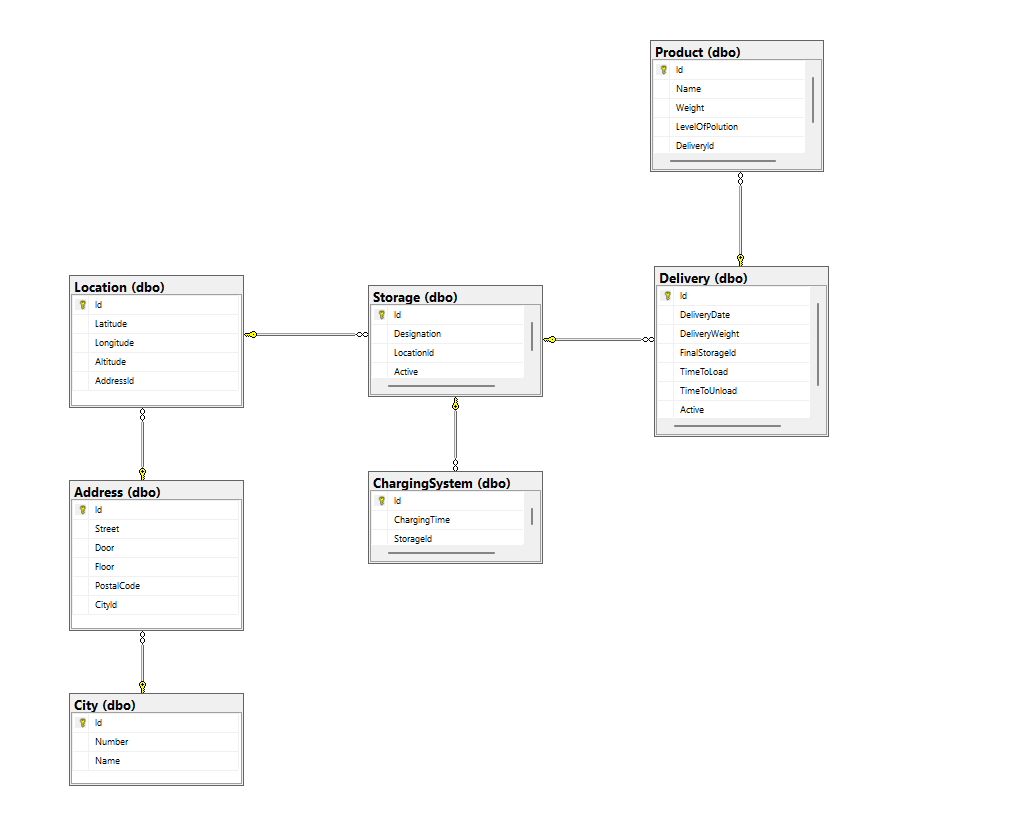 Product (dbo)
Id
Name
Weight
LevelOfPolution
DeliveryId
Delivery (dbo)
Id
DeliveryDate
DeliveryWeight
FinalStorageId
TimeToLoad
TimeToUnload
Active
Location (dbo)
Id
Latitude
Longitude
Altitude
AddressId
Storage (dbo)
Id
Designation
LocationId
Active
ChargingSystem (dbo)
Id
ChargingTime
StorageId
Address (dbo)
Id
Street
Door
Floor
PostalCode
CityId
City (dbo)
Id
Number
Name